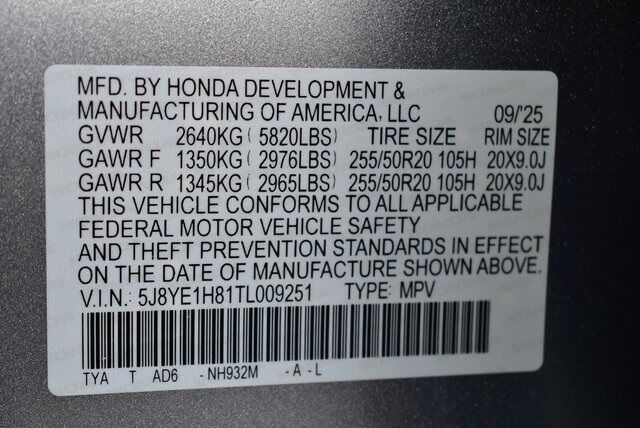 MFD. BY HONDA DEVELOPMENT &
MANUFACTURING OF AMERICA, LLC 09/'25
GVWR 2640KG ( 5820LBS) TIRE SIZE RIM SIZE
GAWR F 1350KG ( 2976LBS) 255/50R20 105H 20X9.0J
GAWR R 1345KG ( 2965LBS) 255/50R20 105H 20X9.0J
THIS VEHICLE CONFORMS TO ALL APPLICABLE
FEDERAL MOTOR VEHICLE SAFETY
AND THEFT PREVENTION STANDARDS IN EFFECT
ON THE DATE OF MANUFACTURE SHOWN ABOVE.
V.I.N.: 5J8YE1H81TL009251 TYPE: MPV
TYA T AD6 -NH932M -A-L